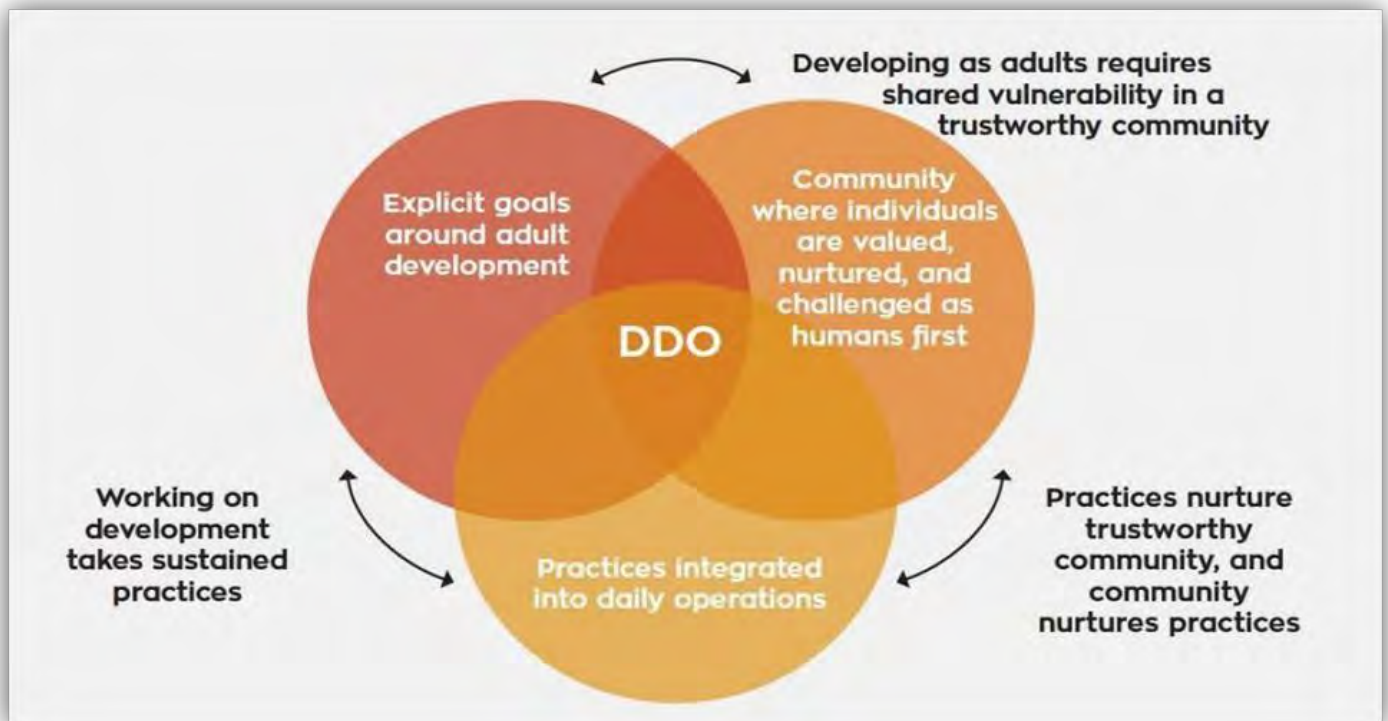 Developing as adults requires
shared vulnerability in a
trustworthy community
Explicit goals
around adult
development
Community
where individuals
are valued,
nurtured, and
challenged as
humans first
DDO
Working on
development
takes sustained
practices
Practices integrated
into daily operations
Practices nurture
trustworthy
community, and
community
nurtures practices